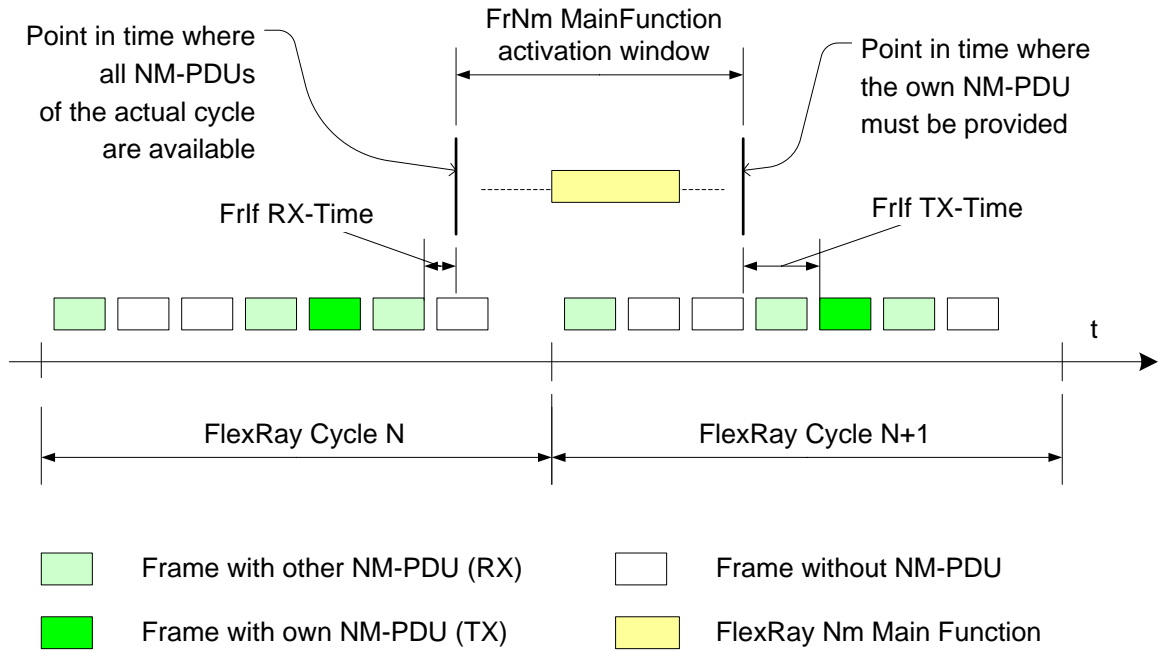 FrNm MainFunction
activation window
Point in time where
all NM-PDUs
of the actual cycle
are available
Point in time where
the own NM-PDU
must be provided
FrIf RX-Time
FrIf TX-Time
t
FlexRay Cycle N
FlexRay Cycle N+1
Frame with other NM-PDU (RX)
Frame without NM-PDU
Frame with own NM-PDU (TX)
FlexRay Nm Main Function